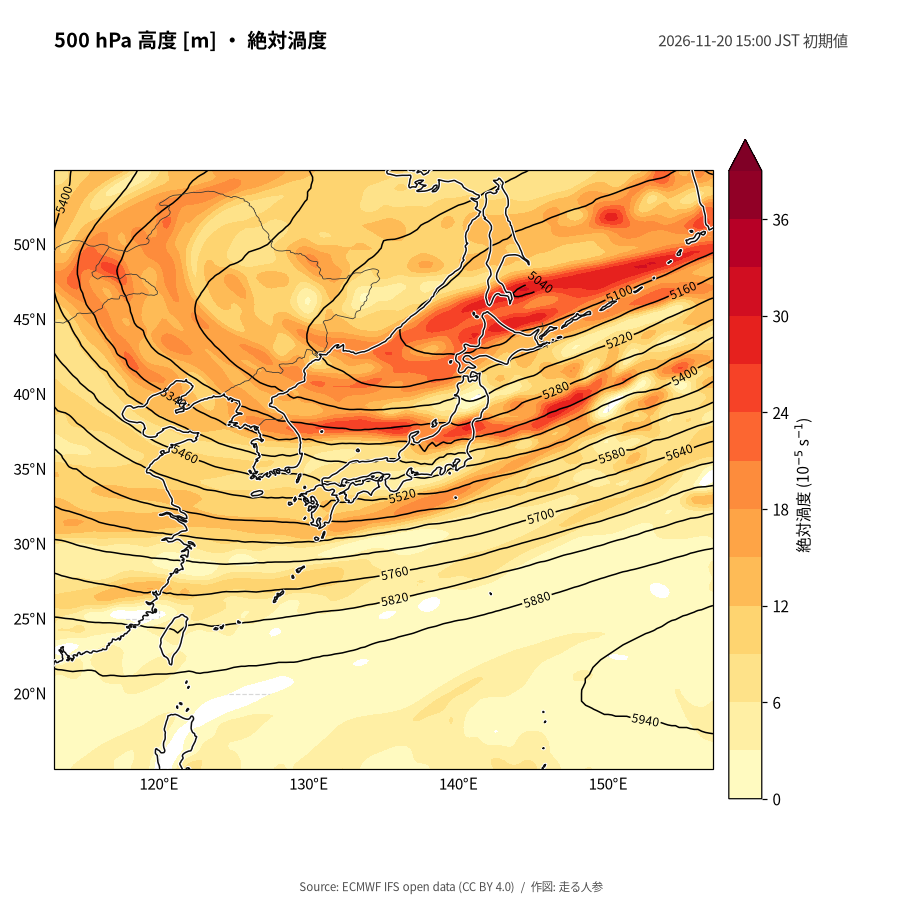 500 hPa 高度 [m] ・ 絶対渦度
2026-11-20 15:00 JST 初期値
5400
5040
5100
5160
5220
5280
5400
5340
5460
5520
5580
5640
5700
5760
5820
5880
5940
50°N
45°N
40°N
35°N
30°N
25°N
20°N
120°E
130°E
140°E
150°E
36
30
24
18
12
6
0
絶対渦度 (10⁻⁵ s⁻¹)
Source: ECMWF IFS open data (CC BY 4.0) / 作図: 走る人参